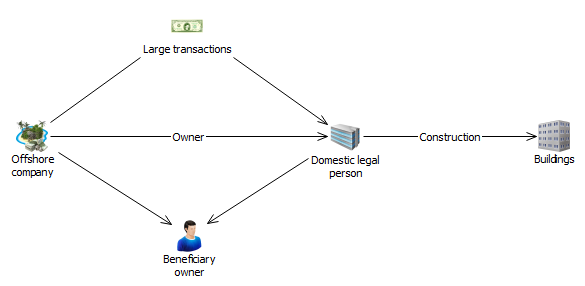 Large transactions
Owner
Construction
Offshore
company
Domestic legal
person
Buildings
Beneficiary
owner